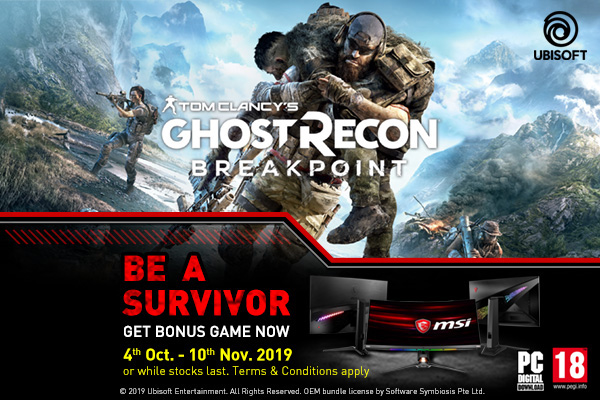 UBISOFT
TOM CLANCY'S
GHOST RECON
BREAKPOINT
BE A
SURVIVOR
GET BONUS GAME NOW
4th Oct. - 10th Nov. 2019
or while stocks last. Terms & Conditions apply
msi
PC
DIGITAL
DOWNLOAD
18
www.pegi.info
© 2019 Ubisoft Entertainment. All Rights Reserved. OEM bundle license by Software Symbiosis Pte Ltd.